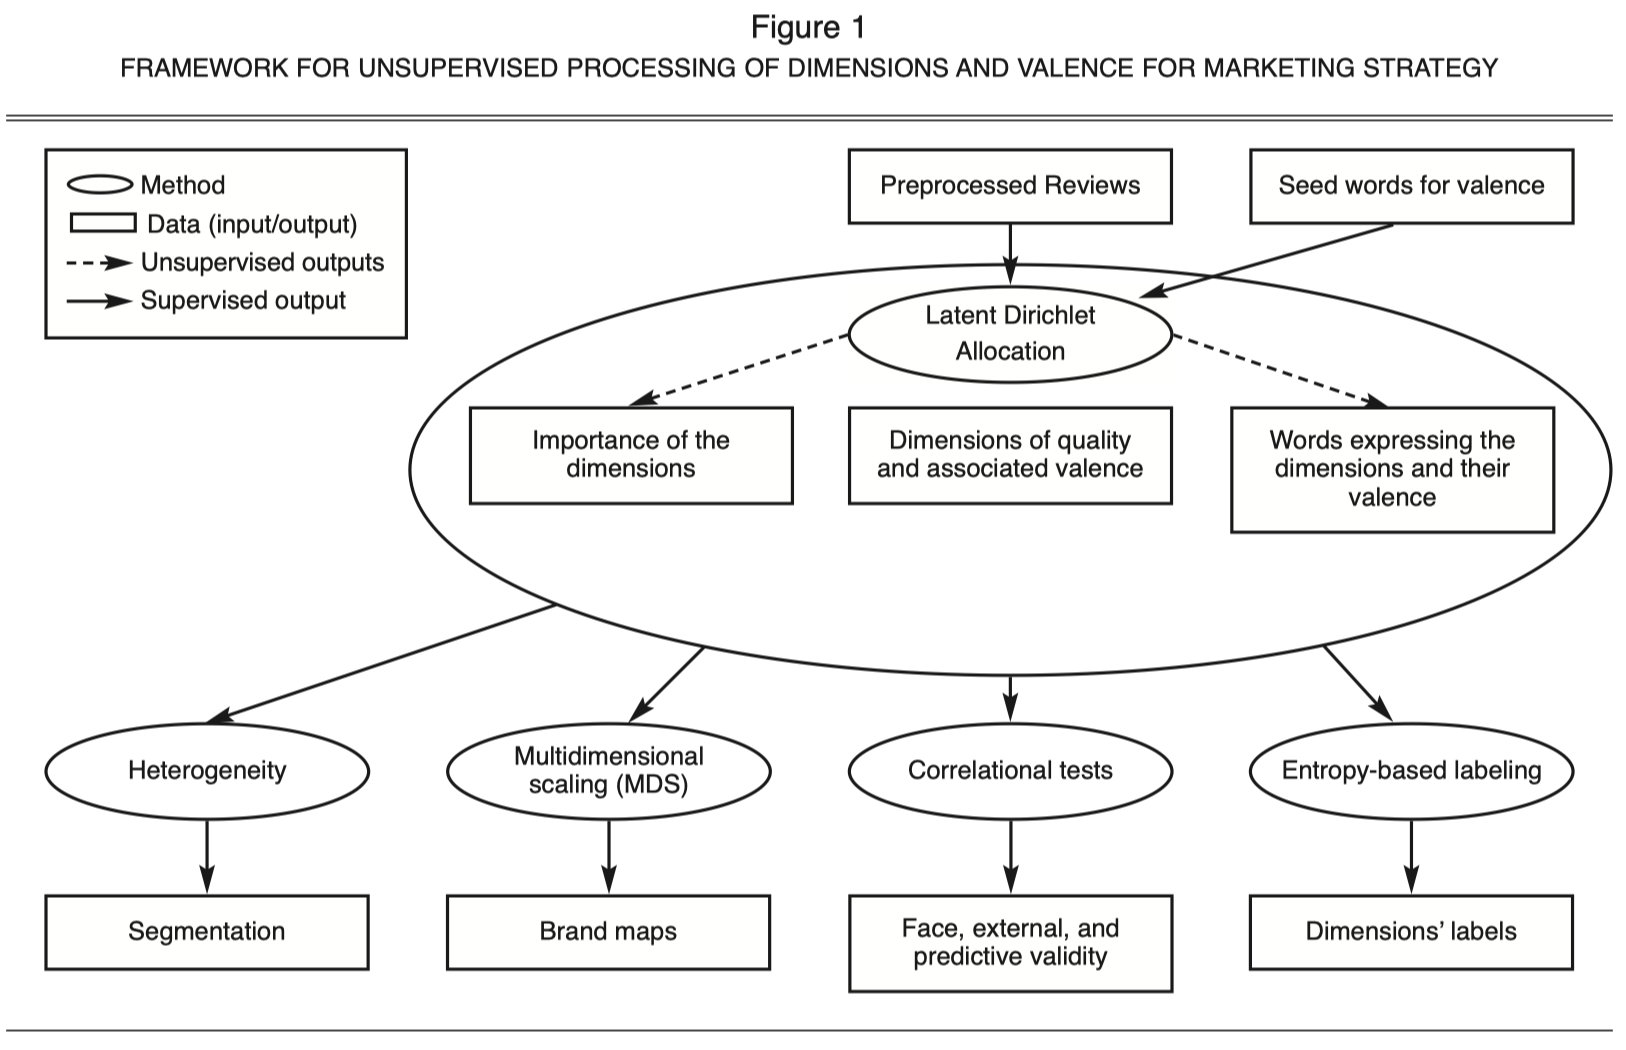 Figure 1
FRAMEWORK FOR UNSUPERVISED PROCESSING OF DIMENSIONS AND VALENCE FOR MARKETING STRATEGY
Method
Data (input/output)
Unsupervised outputs
Supervised output
Preprocessed Reviews
Seed words for valence
Latent Dirichlet
Allocation
Importance of the
dimensions
Dimensions of quality
and associated valence
Words expressing the
dimensions and their
valence
Heterogeneity
Multidimensional
scaling (MDS)
Correlational tests
Entropy-based labeling
Segmentation
Brand maps
Face, external, and
predictive validity
Dimensions’ labels